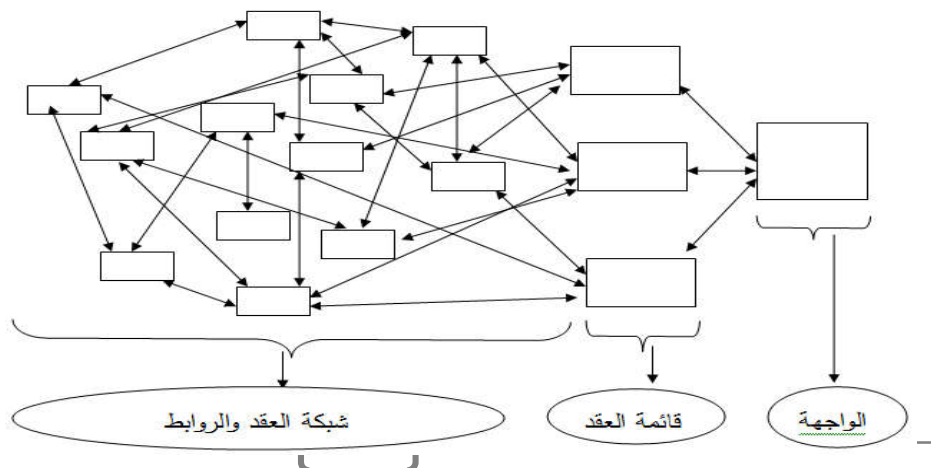 الواجهة
قائمة العقد
شبكة العقد والروابط